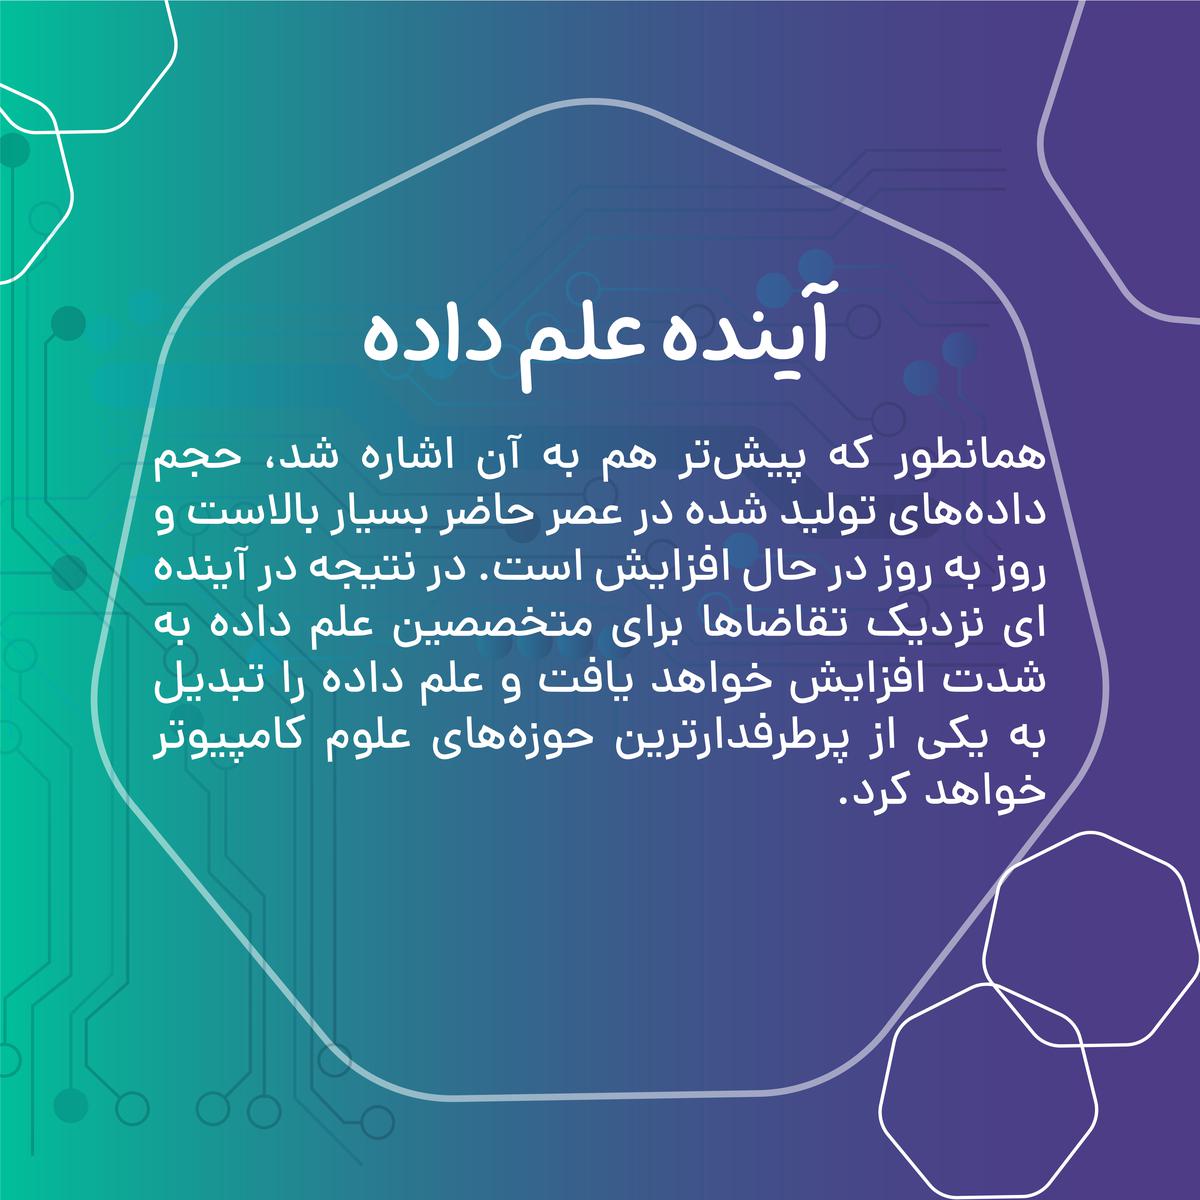 آینده علم داده
همانطور که پیش‌تر هم به آن اشاره شد، حجم
داده‌های تولید شده در عصر حاضر بسیار بالاست و
روز به روز در حال افزایش است. در نتیجه در آینده
ای نزدیک تقاضاها برای متخصصین علم داده به
شدت افزایش خواهد یافت و علم داده را تبدیل
به یکی از پرطرفدارترین حوزه‌های علوم کامپیوتر
خواهد کرد.